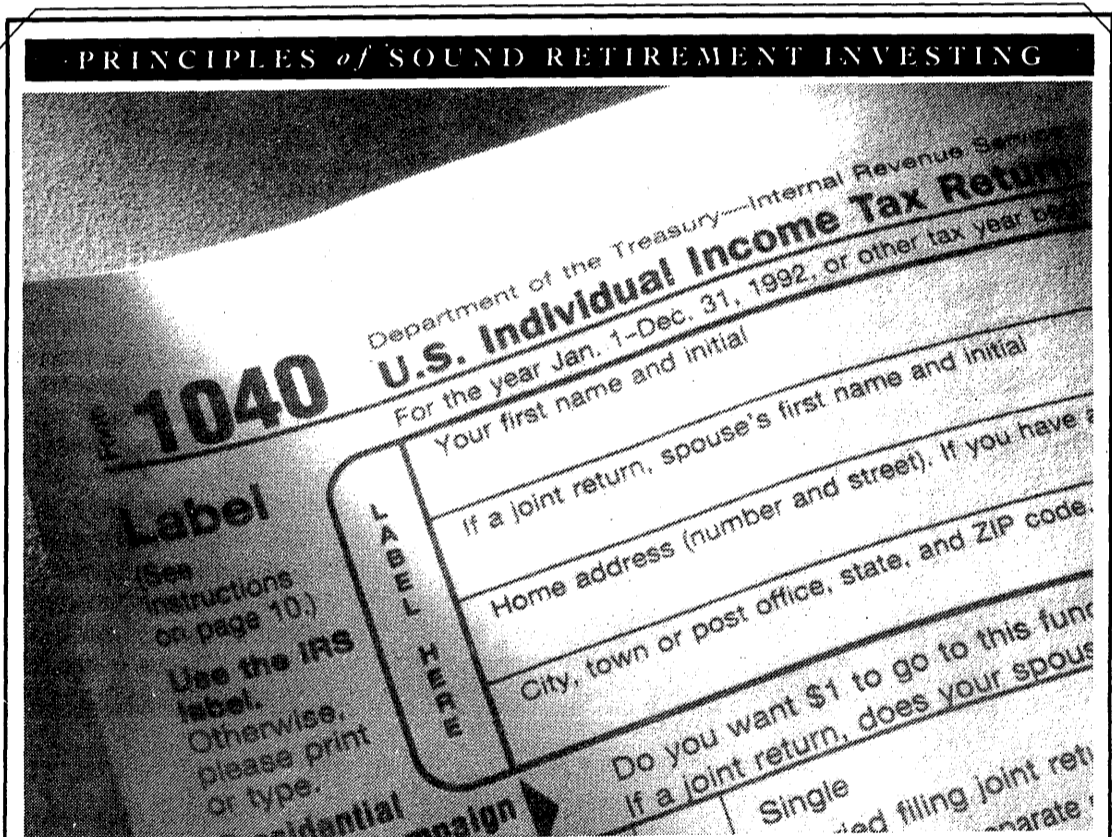 PRINCIPLES of SOUND RETIREMENT INVESTING
Department of the Treasury—Internal Revenue Service
U.S. Individual Income Tax Return
For the year Jan. 1–Dec. 31, 1992, or other tax year
Form 1040
Your first name and initial
If a joint return, spouse's first name and initial
Home address (number and street). If you have a
City, town or post office, state, and ZIP code.
Label
(See
instructions
on page 10.)
Use the IRS
label.
Otherwise,
please print
or type.
LABEL HERE
Do you want $1 to go to this fund
If a joint return, does your spouse
Single
filing joint